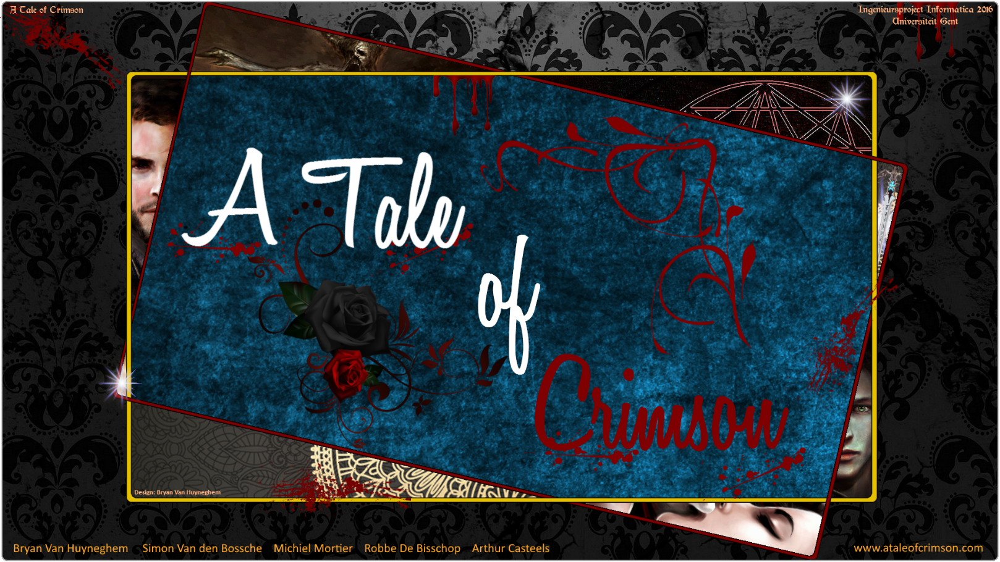 A Tale of Crimson
Ingenieursproject Informatica 2016
Universiteit Gent
A Tale
of
Crimson
Design: Bryan Van Huyneghem
Bryan Van Huyneghem Simon Van den Bossche Michiel Mortier Robbe De Bisschop Arthur Casteels
www.ataleofcrimson.com